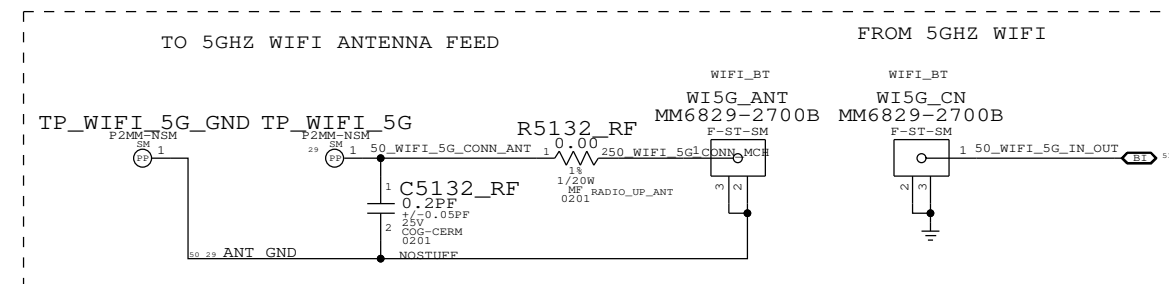 TO 5GHZ WIFI ANTENNA FEED
FROM 5GHZ WIFI
WIFI_BT
WI5G_ANT
MM6829-2700B
F-ST-SM
WIFI_BT
WI5G_CN
MM6829-2700B
F-ST-SM
TP_WIFI_5G_GND
P2MM-NSM
SM
PP
1
TP_WIFI_5G
P2MM-NSM
SM
29
PP
1
50_WIFI_5G_CONN_ANT
R5132_RF
0.00
1
2
1%
1/20W
MF
0201
RADIO_UP_ANT
50_WIFI_5G_CONN_MCH
1
3
2
1
50_WIFI_5G_IN_OUT
BI
2
3
1
C5132_RF
0.2PF
+/-0.05PF
25V
COG-CERM
0201
2
NOSTUFF
50 29
ANT GND